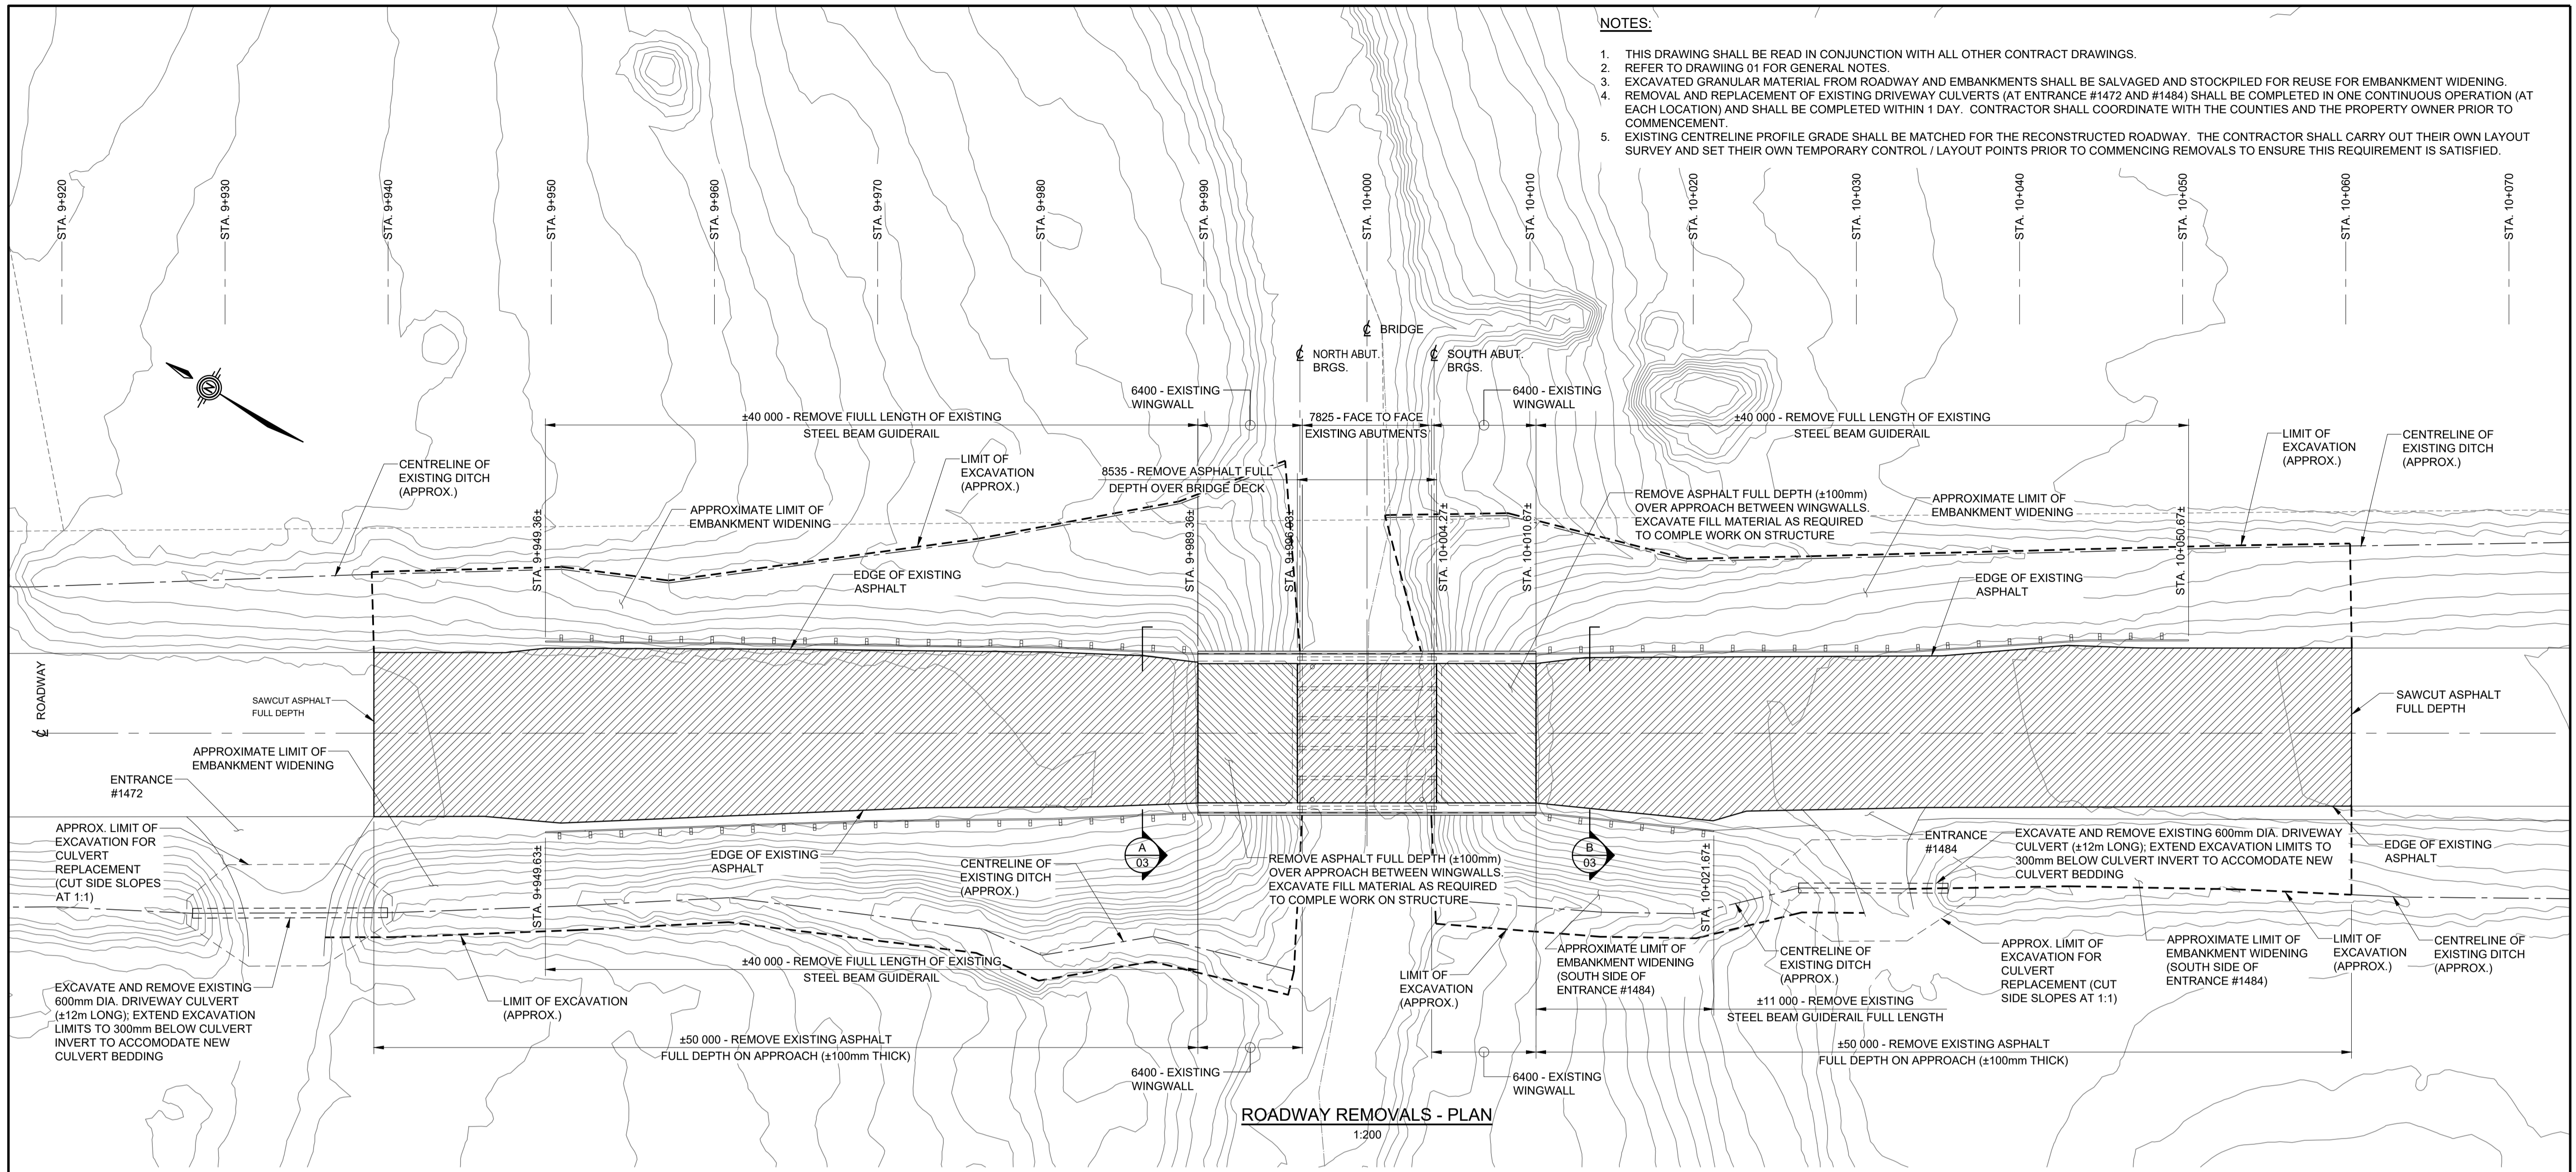 NOTES:
1. THIS DRAWING SHALL BE READ IN CONJUNCTION WITH ALL OTHER CONTRACT DRAWINGS.
2. REFER TO DRAWIING 01 FOR GENERAL NOTES.
3. EXCAVATED GRANULAR MATERIAL FROM ROADWAY AND EMBANKMENTS SHALL BE SALVAGED AND STOCKPILED FOR REUSE FOR EMBANKMENT WIDENING.
4. REMOVAL AND REPLACEMENT OF EXISTING DRIVEWAY CULVERTS (AT ENTRANCE #1472 AND #1484) SHALL BE COMPLETED IN ONE CONTINUOUS OPERATION (AT
EACH LOCATION) AND SHALL BE COMPLETED WITHIN 1 DAY. CONTRACTOR SHALL COORDINATE WITH THE COUNTIES AND THE PROPERTY OWNER PRIOR TO
COMMENCEMENT.
5. EXISTING CENTRELINE PROFILE GRADE SHALL BE MATCHED FOR THE RECONSTRUCTED ROADWAY. THE CONTRACTOR SHALL CARRY OUT THEIR OWN LAYOUT
SURVEY AND SET THEIR OWN TEMPORARY CONTROL / LAYOUT POINTS PRIOR TO COMMENCING REMOVALS TO ENSURE THIS REQUIREMENT IS SATISFIED.
STA. 9+920
STA. 9+930
STA. 9+940
STA. 9+950
STA. 9+960
STA. 9+970
STA. 9+980
STA. 9+990
STA. 10+000
STA. 10+010
STA. 10+020
STA. 10+030
STA. 10+040
STA. 10+050
STA. 10+060
STA. 10+070
N
℄ BRIDGE
℄ NORTH ABUT.
BRGS.
℄ SOUTH ABUT.
BRGS.
6400 - EXISTING
WINGWALL
6400 - EXISTING
WINGWALL
±40 000 - REMOVE FIULL LENGTH OF EXISTING
STEEL BEAM GUIDERAIL
7825 - FACE TO FACE
EXISTING ABUTMENTS
±40 000 - REMOVE FULL LENGTH OF EXISTING
STEEL BEAM GUIDERAIL
CENTRELINE OF
EXISTING DITCH
(APPROX.)
LIMIT OF
EXCAVATION
(APPROX.)
8535 - REMOVE ASPHALT FULL
DEPTH OVER BRIDGE DECK
LIMIT OF
EXCAVATION
(APPROX.)
CENTRELINE OF
EXISTING DITCH
(APPROX.)
APPROXIMATE LIMIT OF
EMBANKMENT WIDENING
REMOVE ASPHALT FULL DEPTH (±100mm)
OVER APPROACH BETWEEN WINGWALLS.
EXCAVATE FILL MATERIAL AS REQUIRED
TO COMPLE WORK ON STRUCTURE
APPROXIMATE LIMIT OF
EMBANKMENT WIDENING
STA. 9+949.36±
STA. 9+989.36±
STA. 10+004.27±
STA. 10+010.67±
STA. 10+050.67±
EDGE OF EXISTING
ASPHALT
EDGE OF EXISTING
ASPHALT
℄ ROADWAY
SAWCUT ASPHALT
FULL DEPTH
SAWCUT ASPHALT
FULL DEPTH
APPROXIMATE LIMIT OF
EMBANKMENT WIDENING
ENTRANCE
#1472
APPROX. LIMIT OF
EXCAVATION FOR
CULVERT
REPLACEMENT
(CUT SIDE SLOPES
AT 1:1)
STA. 9+949.63±
EDGE OF EXISTING
ASPHALT
CENTRELINE OF
EXISTING DITCH
(APPROX.)
A
03
REMOVE ASPHALT FULL DEPTH (±100mm)
OVER APPROACH BETWEEN WINGWALLS.
EXCAVATE FILL MATERIAL AS REQUIRED
TO COMPLE WORK ON STRUCTURE
B
03
STA. 10+021.67±
ENTRANCE
#1484
EXCAVATE AND REMOVE EXISTING 600mm DIA. DRIVEWAY
CULVERT (±12m LONG); EXTEND EXCAVATION LIMITS TO
300mm BELOW CULVERT INVERT TO ACCOMODATE NEW
CULVERT BEDDING
EDGE OF EXISTING
ASPHALT
EXCAVATE AND REMOVE EXISTING
600mm DIA. DRIVEWAY CULVERT
(±12m LONG); EXTEND EXCAVATION
LIMITS TO 300mm BELOW CULVERT
INVERT TO ACCOMODATE NEW
CULVERT BEDDING
LIMIT OF EXCAVATION
(APPROX.)
±40 000 - REMOVE FIULL LENGTH OF EXISTING
STEEL BEAM GUIDERAIL
LIMIT OF
EXCAVATION
(APPROX.)
APPROXIMATE LIMIT OF
EMBANKMENT WIDENING
(SOUTH SIDE OF
ENTRANCE #1484)
CENTRELINE OF
EXISTING DITCH
(APPROX.)
APPROX. LIMIT OF
EXCAVATION FOR
CULVERT
REPLACEMENT (CUT
SIDE SLOPES AT 1:1)
APPROXIMATE LIMIT OF
EMBANKMENT WIDENING
(SOUTH SIDE OF
ENTRANCE #1484)
LIMIT OF
EXCAVATION
(APPROX.)
CENTRELINE OF
EXISTING DITCH
(APPROX.)
±11 000 - REMOVE EXISTING
STEEL BEAM GUIDERAIL FULL LENGTH
±50 000 - REMOVE EXISTING ASPHALT
FULL DEPTH ON APPROACH (±100mm THICK)
±50 000 - REMOVE EXISTING ASPHALT
FULL DEPTH ON APPROACH (±100mm THICK)
6400 - EXISTING
WINGWALL
6400 - EXISTING
WINGWALL
ROADWAY REMOVALS - PLAN
1:200